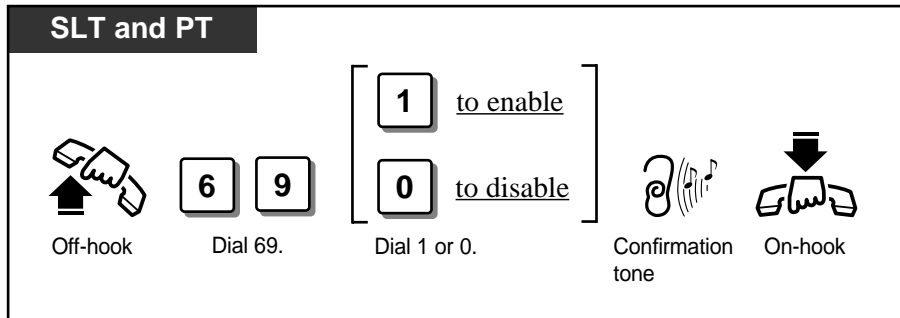 SLT and PT
1 to enable
6 9
0 to disable
Off-hook
Dial 69.
Dial 1 or 0.
Confirmation
tone
On-hook